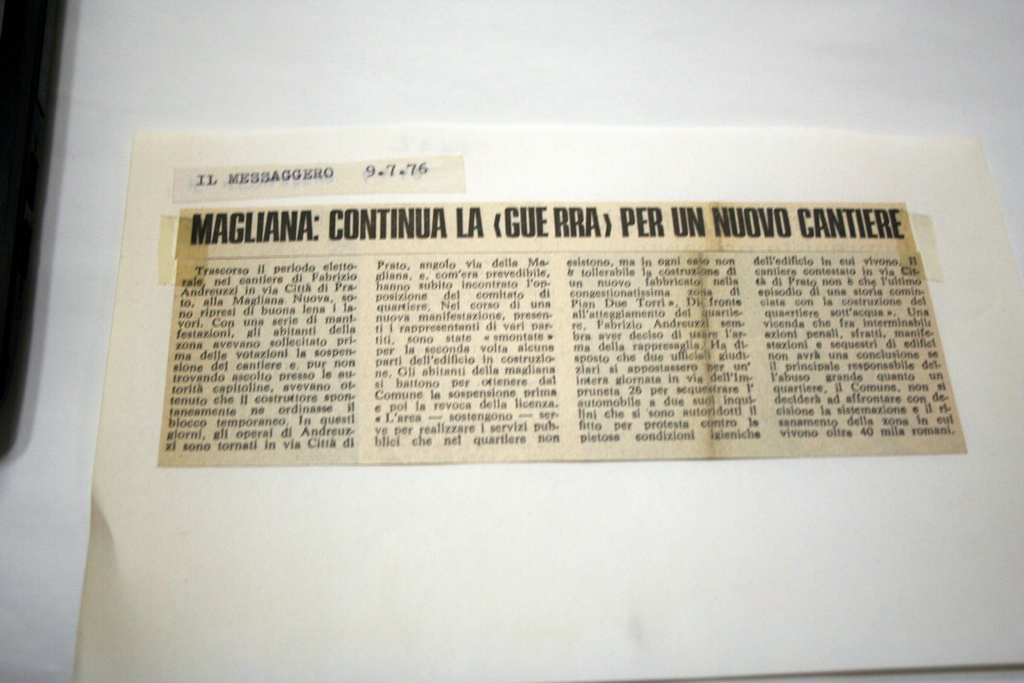 IL MESSAGGERO 9.7.76
MAGLIANA: CONTINUA LA ‹GUE RRA› PER UN NUOVO CANTIERE
Trascorso il periodo eletto-
rale, nel cantiere di Fabrizio
Andreuzzi in via Città di Pra-
to, alla Magliana Nuova, so-
no ripresi di buona lena i la-
vori. Con una serie di mani-
festazioni, gli abitanti della
zona avevano sollecitato pri-
ma delle votazioni la sospen-
sione del cantiere e, pur non
trovando ascolto presso le au-
torità capitoline, avevano ot-
tenuto che il costruttore spon-
taneamente ne ordinasse il
blocco temporaneo. In questi
giorni, gli operai di Andreuz-
zi sono tornati in via Città di
Prato, angolo via della Ma-
gliana, e, com'era prevedibile,
hanno subito incontrato l'op-
posizione del comitato di
quartiere. Nel corso di una
nuova manifestazione, presen-
ti i rappresentanti di vari par-
titi, sono state « smontate »
per la seconda volta alcune
parti dell'edificio in costruzio-
ne. Gli abitanti della magliana
si battono per ottenere dal
Comune la sospensione prima
e poi la revoca della licenza.
« L'area — sostengono — ser-
ve per realizzare i servizi pub-
blici che nel quartiere non
esistono, ma in ogni caso non
è tollerabile la costruzione di
un nuovo fabbricato nella
congestionatissima zona di
Pian Due Torri ». Di fronte
all'atteggiamento del quartie-
re, Fabrizio Andreuzzi sem-
bra aver deciso di usare l'ar-
ma della rappresaglia. Ha di-
sposto che due ufficiali giudi-
ziari si appostassero per un'
intera giornata in via dell'Im-
pruneta 26 per sequestrare l'
automobile a due suoi inqui-
lini che si sono autoridotti il
fitto per protesta contro le
pietose condizioni igieniche
dell'edificio in cui vivono. Il
cantiere contestato in via Cit-
tà di Prato non è che l'ultimo
episodio di una storia comin-
ciata con la costruzione del
qua«rtiere sott'acqua ». Una
vicenda che fra interminabili
azioni penali, sfratti, manife-
stazioni e sequestri di edifici
non avrà una conclusione se
il principale responsabile del-
l'abuso grande quanto un
quartiere, il Comune, non si
deciderà ad affrontare con de-
cisione la sistemazione e il ri-
sanamento della zona in cui
vivono oltre 40 mila romani.